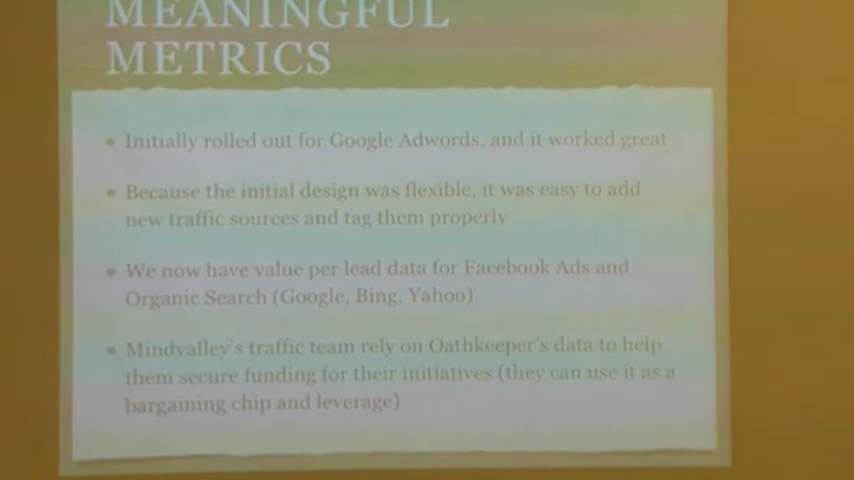 MEANINGFUL
METRICS
• Initially rolled out for Google Adwords, and it worked great
• Because the initial design was flexible, it was easy to add
new traffic sources and tag them properly
• We now have value per lead data for Facebook Ads and
Organic Search (Google, Bing, Yahoo)
• Mindvalley's traffic team rely on Oathkeeper's data to help
them secure funding for their initiatives (they can use it as a
bargaining chip and leverage)